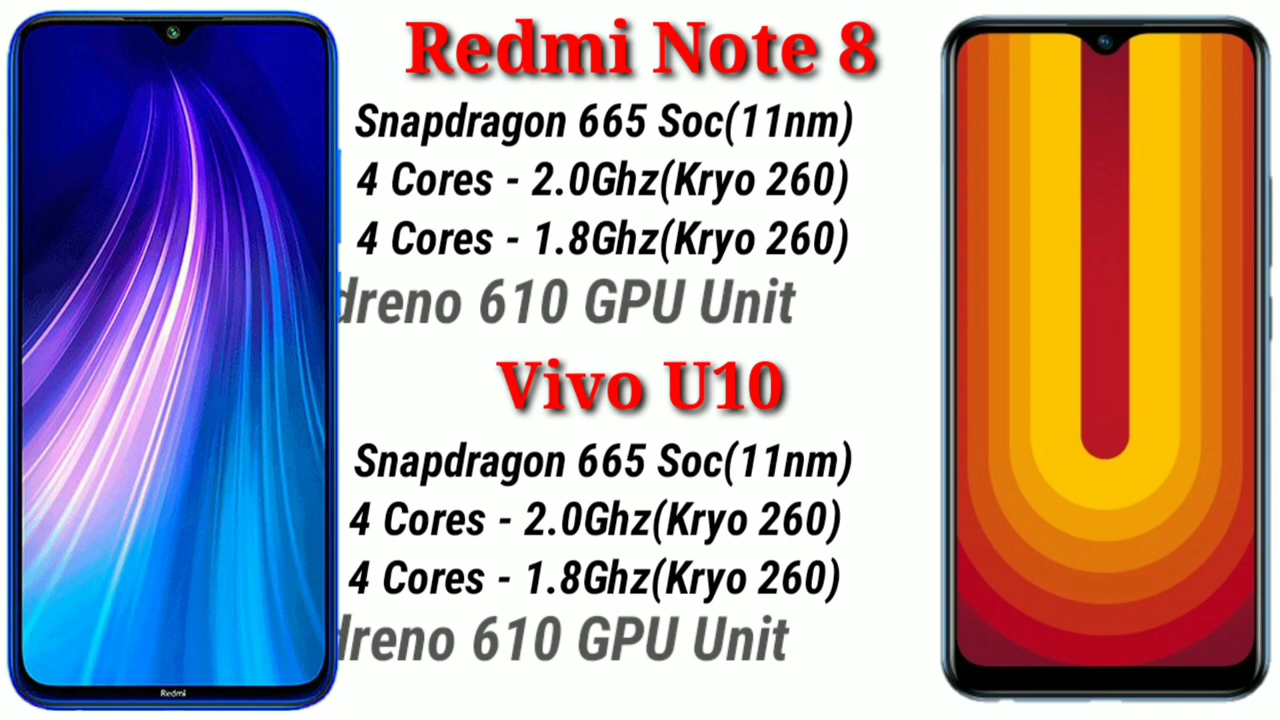 Redmi Note 8
Snapdragon 665 Soc(11nm)
4 Cores - 2.0Ghz(Kryo 260)
4 Cores - 1.8Ghz(Kryo 260)
dreno 610 GPU Unit
Vivo U10
Snapdragon 665 Soc(11nm)
4 Cores - 2.0Ghz(Kryo 260)
4 Cores - 1.8Ghz(Kryo 260)
dreno 610 GPU Unit
Redmi